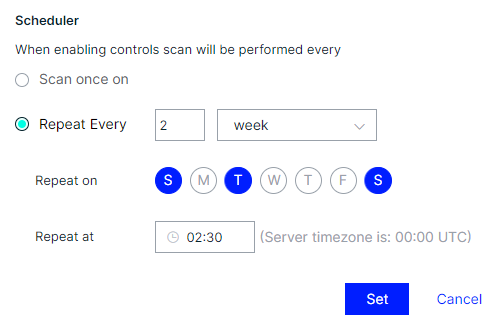 Scheduler
When enabling controls scan will be performed every
Scan once on
Repeat Every 2 week
Repeat on S M T W T F S
Repeat at 02:30 (Server timezone is: 00:00 UTC)
Set Cancel